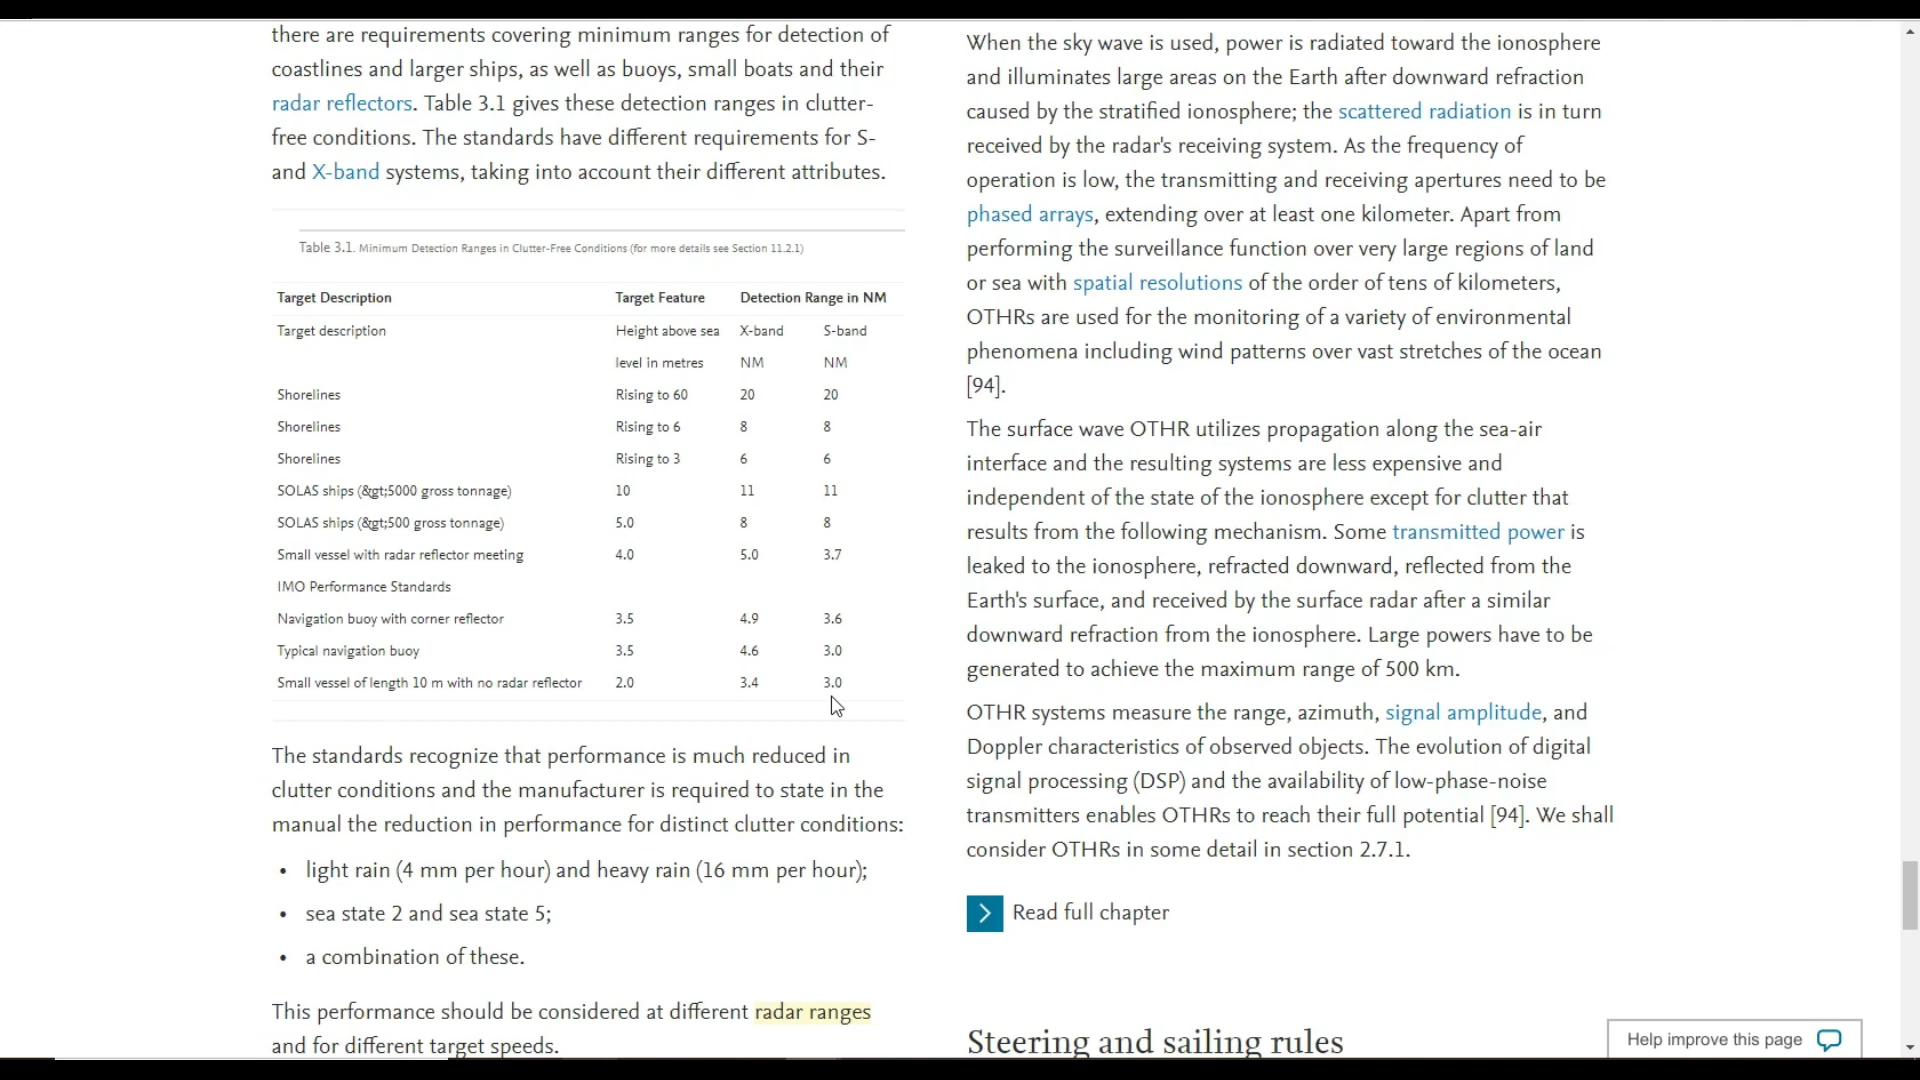 there are requirements covering minimum ranges for detection of
coastlines and larger ships, as well as buoys, small boats and their
radar reflectors. Table 3.1 gives these detection ranges in clutter-
free conditions. The standards have different requirements for S-
and X-band systems, taking into account their different attributes.
Table 3.1. Minimum Detection Ranges in Clutter-Free Conditions (for more details see Section 11.2.1)
Target Description Target Feature Detection Range in NM
Target description Height above sea X-band S-band
level in metres NM NM
Shorelines Rising to 60 20 20
Shorelines Rising to 6 8 8
Shorelines Rising to 3 6 6
SOLAS ships (&gt;5000 gross tonnage) 10 11 11
SOLAS ships (&gt;500 gross tonnage) 5.0 8 8
Small vessel with radar reflector meeting 4.0 5.0 3.7
IMO Performance Standards
Navigation buoy with corner reflector 3.5 4.9 3.6
Typical navigation buoy 3.5 4.6 3.0
Small vessel of length 10 m with no radar reflector 2.0 3.4 3.0
The standards recognize that performance is much reduced in
clutter conditions and the manufacturer is required to state in the
manual the reduction in performance for distinct clutter conditions:
• light rain (4 mm per hour) and heavy rain (16 mm per hour);
• sea state 2 and sea state 5;
• a combination of these.
This performance should be considered at different radar ranges
and for different target speeds.
When the sky wave is used, power is radiated toward the ionosphere
and illuminates large areas on the Earth after downward refraction
caused by the stratified ionosphere; the scattered radiation is in turn
received by the radar's receiving system. As the frequency of
operation is low, the transmitting and receiving apertures need to be
phased arrays, extending over at least one kilometer. Apart from
performing the surveillance function over very large regions of land
or sea with spatial resolutions of the order of tens of kilometers,
OTHRs are used for the monitoring of a variety of environmental
phenomena including wind patterns over vast stretches of the ocean
[94].
The surface wave OTHR utilizes propagation along the sea-air
interface and the resulting systems are less expensive and
independent of the state of the ionosphere except for clutter that
results from the following mechanism. Some transmitted power is
leaked to the ionosphere, refracted downward, reflected from the
Earth's surface, and received by the surface radar after a similar
downward refraction from the ionosphere. Large powers have to be
generated to achieve the maximum range of 500 km.
OTHR systems measure the range, azimuth, signal amplitude, and
Doppler characteristics of observed objects. The evolution of digital
signal processing (DSP) and the availability of low-phase-noise
transmitters enables OTHRs to reach their full potential [94]. We shall
consider OTHRs in some detail in section 2.7.1.
Read full chapter
Steering and sailing rules
Help improve this page